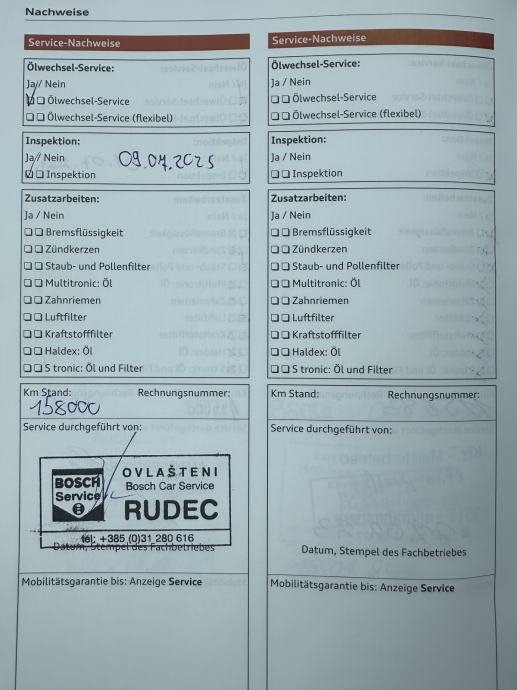 Nachweise
Service-Nachweise
Ölwechsel-Service:
Ja / Nein
Ölwechsel-Service
Ölwechsel-Service (flexibel)
Inspektion:
Ja / Nein 09.07.2025
Inspektion
Zusatzarbeiten:
Ja / Nein
Bremsflüssigkeit
Zündkerzen
Staub- und Pollenfilter
Multitronic: Öl
Zahnriemen
Luftfilter
Kraftstofffilter
Haldex: Öl
S tronic: Öl und Filter
Km Stand: Rechnungsnummer:
158000
Service durchgeführt von:
BOSCH
Service
OVLAŠTENI
Bosch Car Service
RUDEC
tel: +385 (0)31 280 616
Datum, Stempel des Fachbetriebes
Mobilitätsgarantie bis: Anzeige Service
Service-Nachweise
Ölwechsel-Service:
Ja / Nein
Ölwechsel-Service
Ölwechsel-Service (flexibel)
Inspektion:
Ja / Nein
Inspektion
Zusatzarbeiten:
Ja / Nein
Bremsflüssigkeit
Zündkerzen
Staub- und Pollenfilter
Multitronic: Öl
Zahnriemen
Luftfilter
Kraftstofffilter
Haldex: Öl
S tronic: Öl und Filter
Km Stand: Rechnungsnummer:
Service durchgeführt von:
Datum, Stempel des Fachbetriebes
Mobilitätsgarantie bis: Anzeige Service